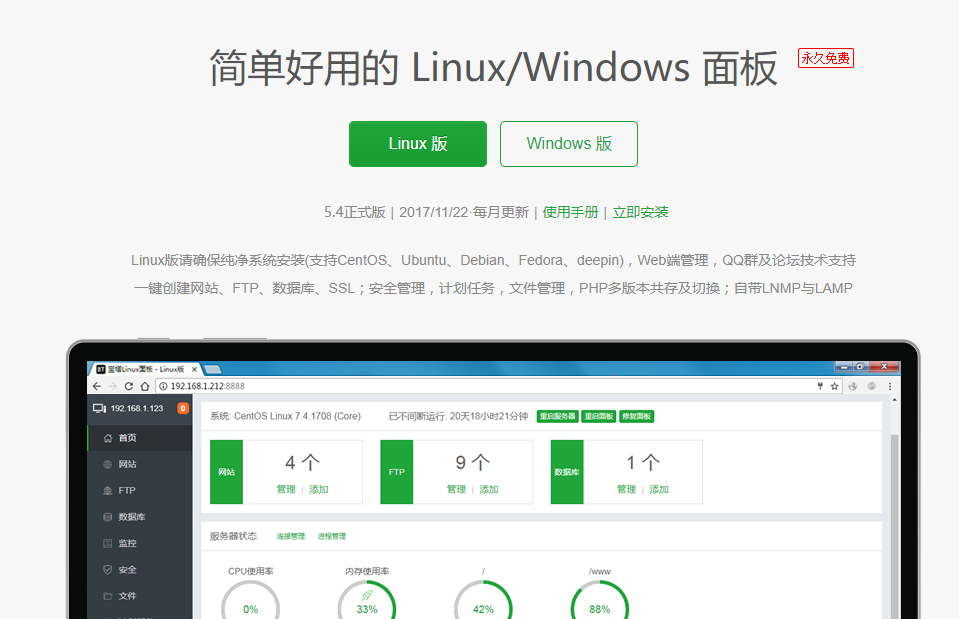 简单好用的 Linux/Windows 面板 永久免费
Linux 版 Windows 版
5.4正式版 | 2017/11/22·每月更新 | 使用手册 | 立即安装
Linux版请确保纯净系统安装(支持CentOS、Ubuntu、Debian、Fedora、deepin)，Web端管理，QQ群及论坛技术支持
一键创建网站、FTP、数据库、SSL；安全管理，计划任务，文件管理，PHP多版本共存及切换；自带LNMP与LAMP
BT 宝塔Linux面板 - Linux版
192.168.1.212:8888
192.168.1.123 0
系统: CentOS Linux 7.4.1708 (Core) 已不间断运行: 20天18小时21分钟 重启服务器 重启面板 修复面板
首页
网站
FTP
数据库
监控
安全
文件
网站 4 个
管理 | 添加
FTP 9 个
管理 | 添加
数据库 1 个
管理 | 添加
服务器状态 连接管理 进程管理
CPU使用率 内存使用率 / /www
0% 33% 42% 88%